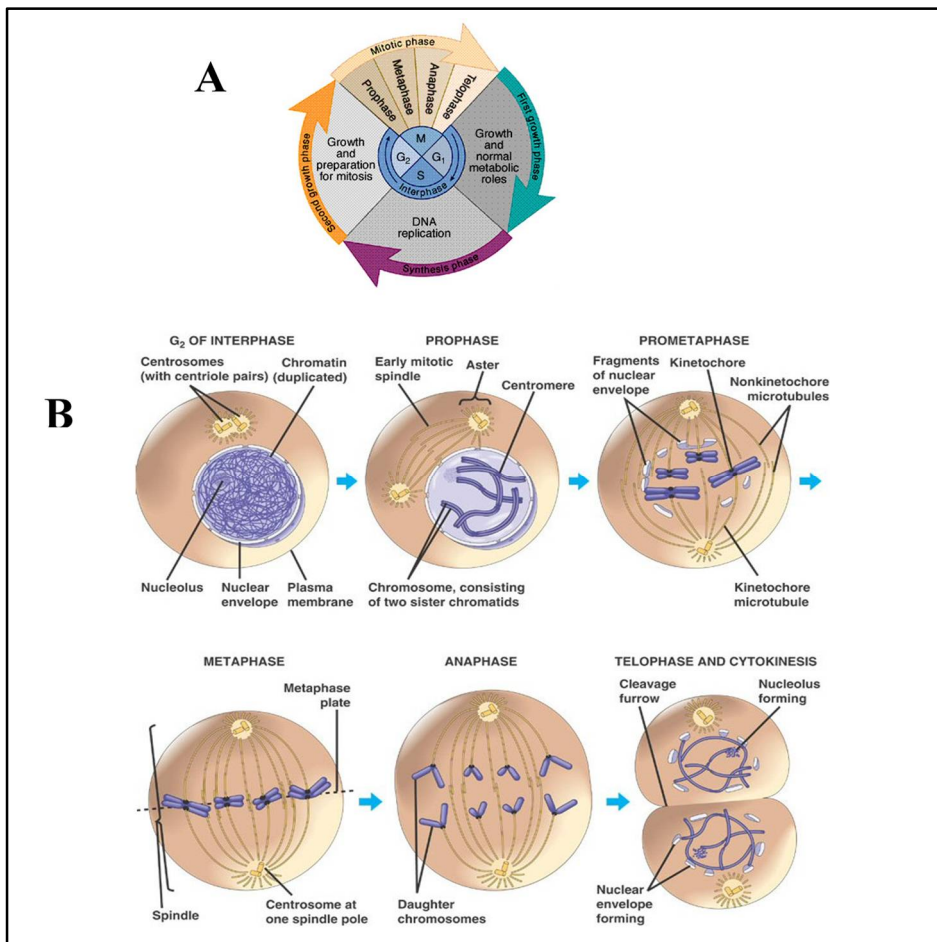 A
Mitotic phase
Prophase
Metaphase
Anaphase
Telophase
First growth phase
Second growth phase
Growth
and
preparation
for mitosis
M
G2
G1
S
Interphase
Growth
and
normal
metabolic
roles
DNA
replication
Synthesis phase
B
G2 OF INTERPHASE
Centrosomes
(with centriole pairs)
Chromatin
(duplicated)
Nucleolus
Nuclear
envelope
Plasma
membrane
PROPHASE
Early mitotic
spindle
Aster
Centromere
Chromosome, consisting
of two sister chromatids
PROMETAPHASE
Fragments
of nuclear
envelope
Kinetochore
Nonkinetochore
microtubules
Kinetochore
microtubule
METAPHASE
Metaphase
plate
Spindle
Centrosome at
one spindle pole
ANAPHASE
Daughter
chromosomes
TELOPHASE AND CYTOKINESIS
Cleavage
furrow
Nucleolus
forming
Nuclear
envelope
forming